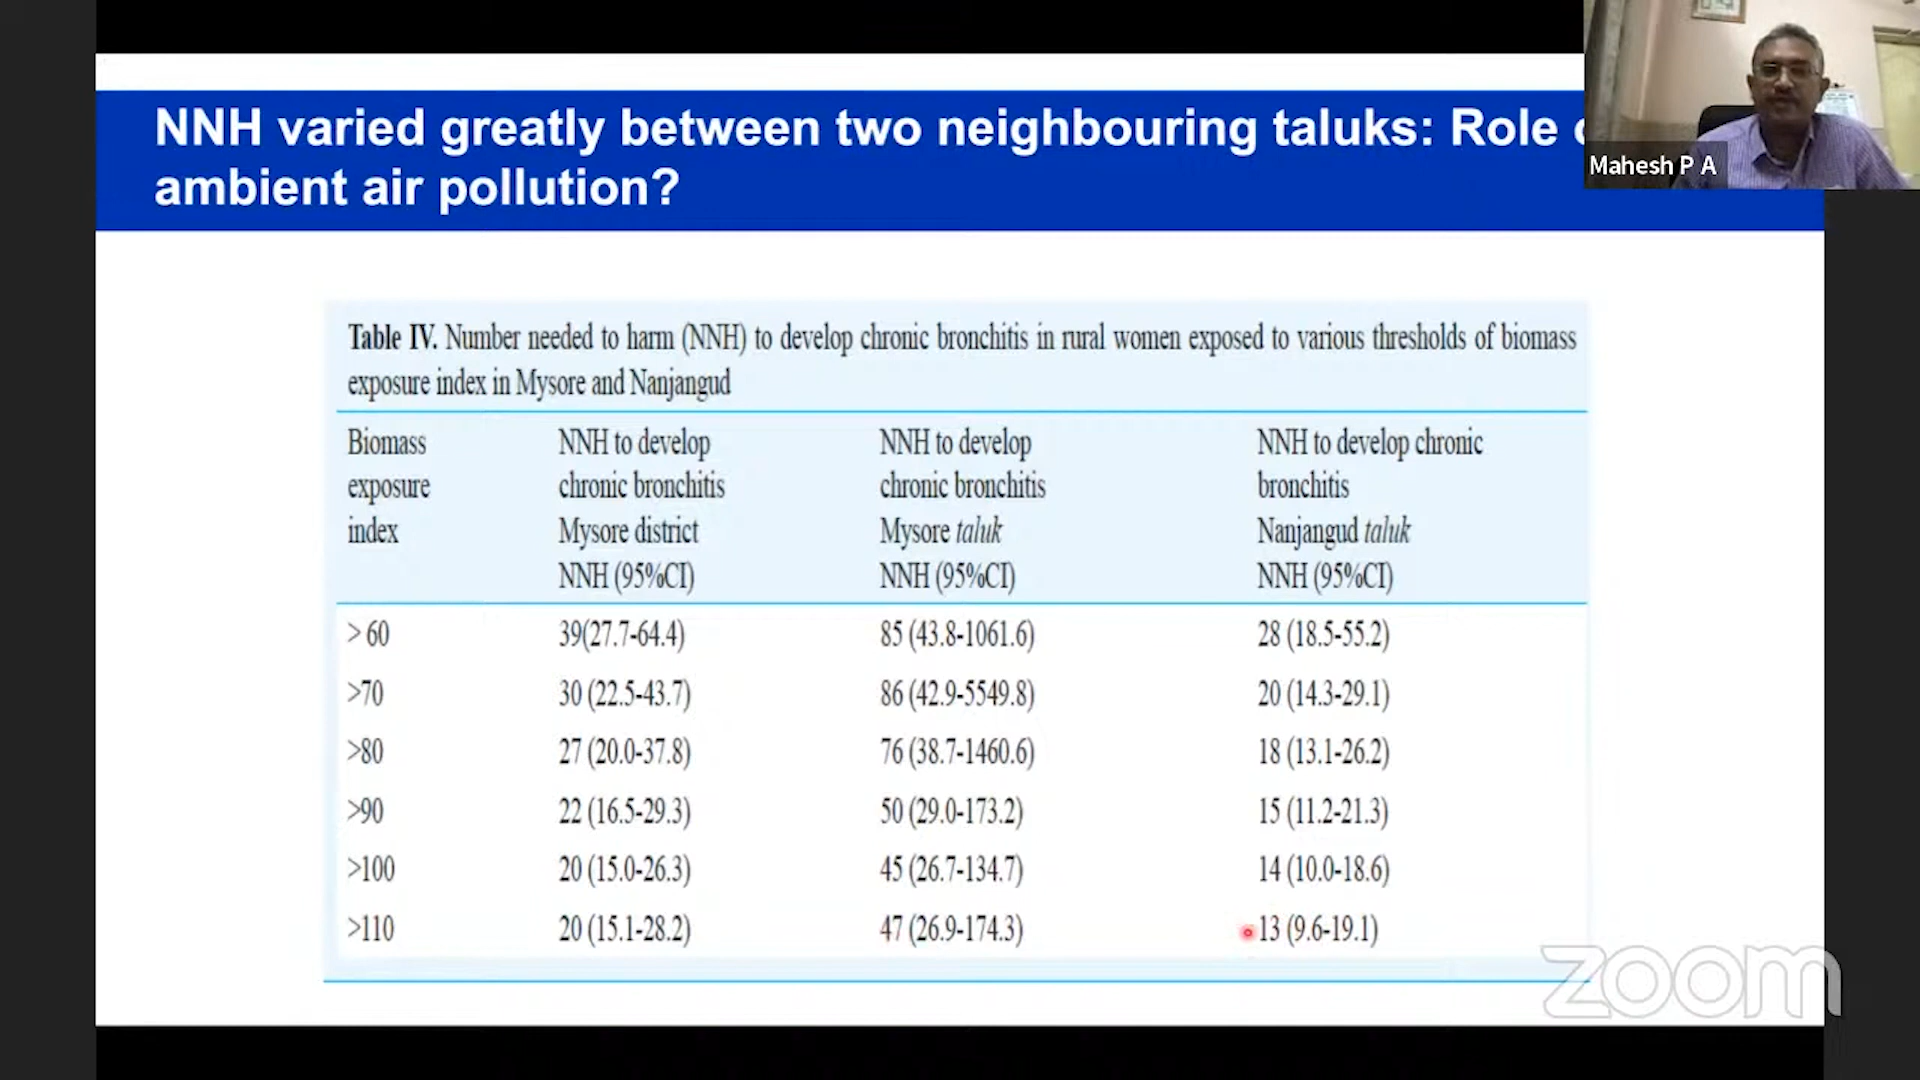 NNH varied greatly between two neighbouring taluks: Role
ambient air pollution?
Mahesh P A
Table IV. Number needed to harm (NNH) to develop chronic bronchitis in rural women exposed to various thresholds of biomass
exposure index in Mysore and Nanjangud
Biomass exposure index
NNH to develop chronic bronchitis Mysore district NNH (95%CI)
NNH to develop chronic bronchitis Mysore taluk NNH (95%CI)
NNH to develop chronic bronchitis Nanjangud taluk NNH (95%CI)
> 60 39(27.7-64.4) 85 (43.8-1061.6) 28 (18.5-55.2)
>70 30 (22.5-43.7) 86 (42.9-5549.8) 20 (14.3-29.1)
>80 27 (20.0-37.8) 76 (38.7-1460.6) 18 (13.1-26.2)
>90 22 (16.5-29.3) 50 (29.0-173.2) 15 (11.2-21.3)
>100 20 (15.0-26.3) 45 (26.7-134.7) 14 (10.0-18.6)
>110 20 (15.1-28.2) 47 (26.9-174.3) 13 (9.6-19.1)
zoom